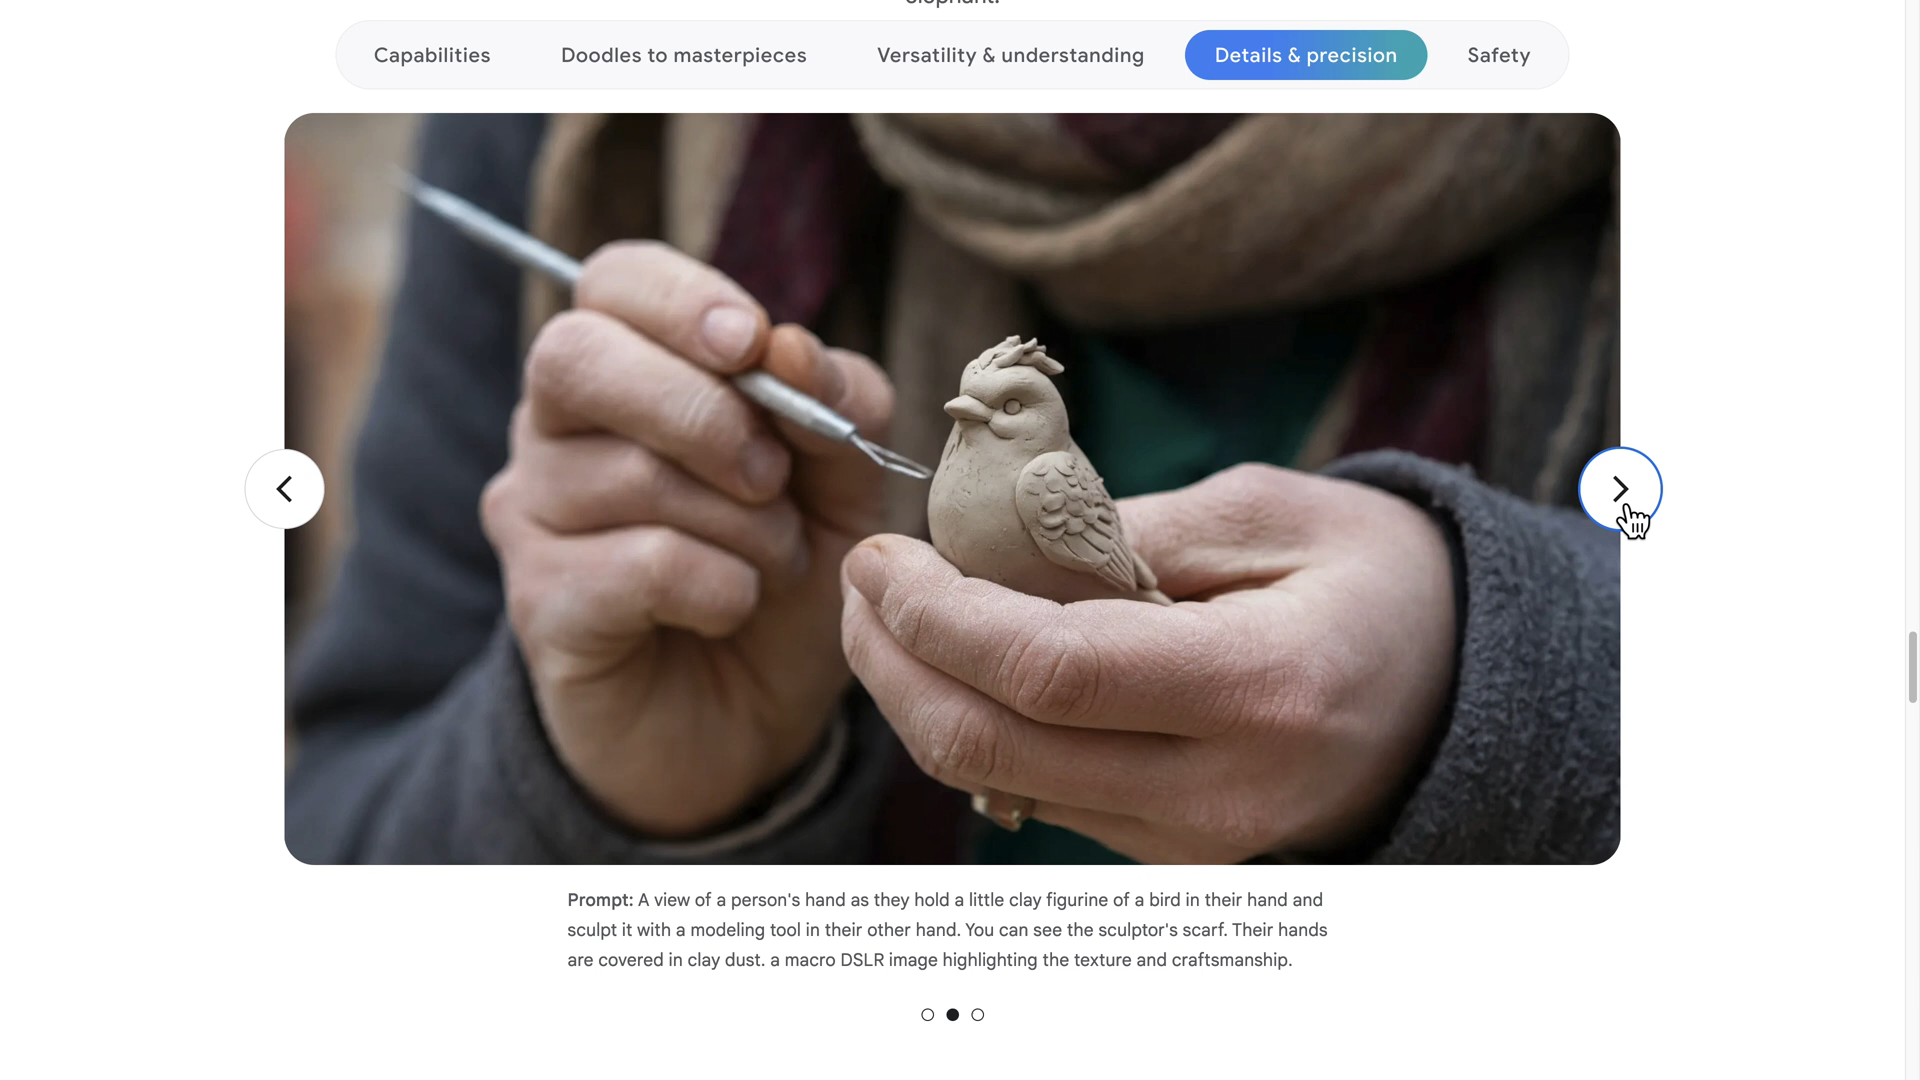 elephant.
Capabilities
Doodles to masterpieces
Versatility & understanding
Details & precision
Safety
Prompt: A view of a person's hand as they hold a little clay figurine of a bird in their hand and
sculpt it with a modeling tool in their other hand. You can see the sculptor's scarf. Their hands
are covered in clay dust. a macro DSLR image highlighting the texture and craftsmanship.